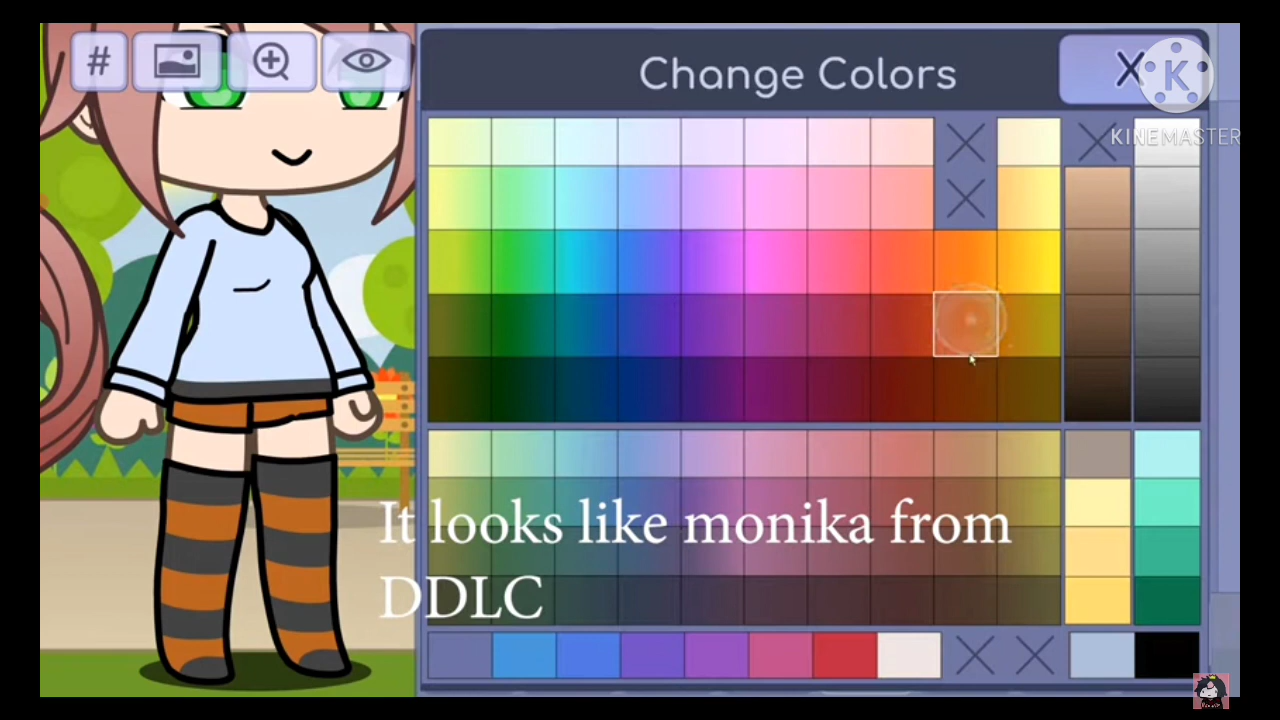 #
Change Colors
X
K
KINEMASTER
It looks like monika from
DDLC